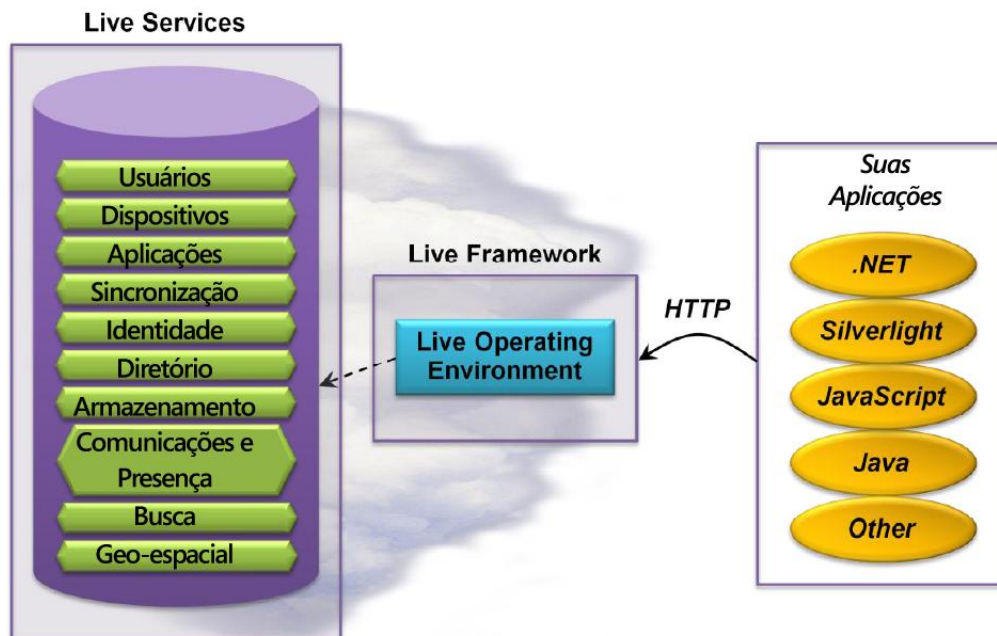 Live Services
Usuários
Dispositivos
Aplicações
Sincronização
Identidade
Diretório
Armazenamento
Comunicações e
Presença
Busca
Geo-espacial
Live Framework
Live Operating
Environment
HTTP
Suas
Aplicações
.NET
Silverlight
JavaScript
Java
Other